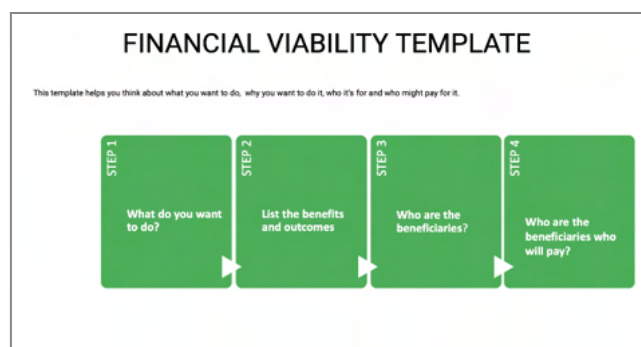 FINANCIAL VIABILITY TEMPLATE
This template helps you think about what you want to do, why you want to do it, who it's for and who might pay for it.
STEP 1
What do you want
to do?
STEP 2
List the benefits
and outcomes
STEP 3
Who are the
beneficiaries?
STEP 4
Who are the
beneficiaries who
will pay?